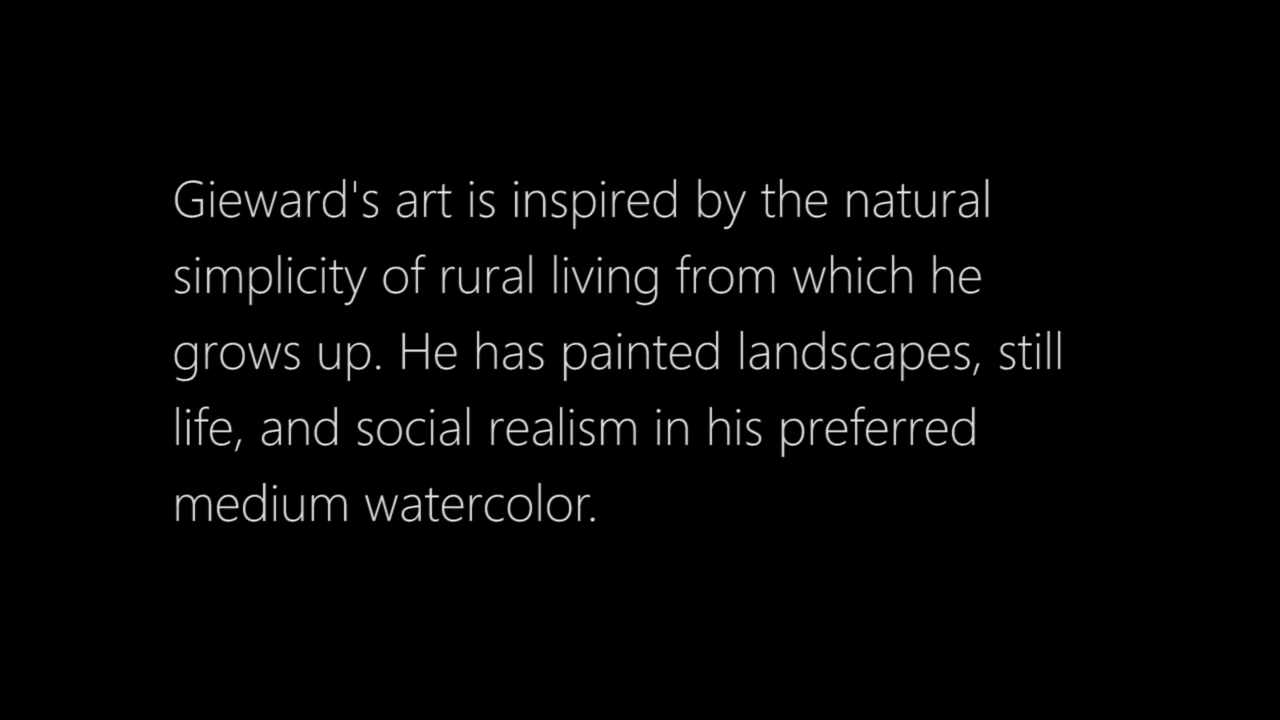 Gieward's art is inspired by the natural
simplicity of rural living from which he
grows up. He has painted landscapes, still
life, and social realism in his preferred
medium watercolor.